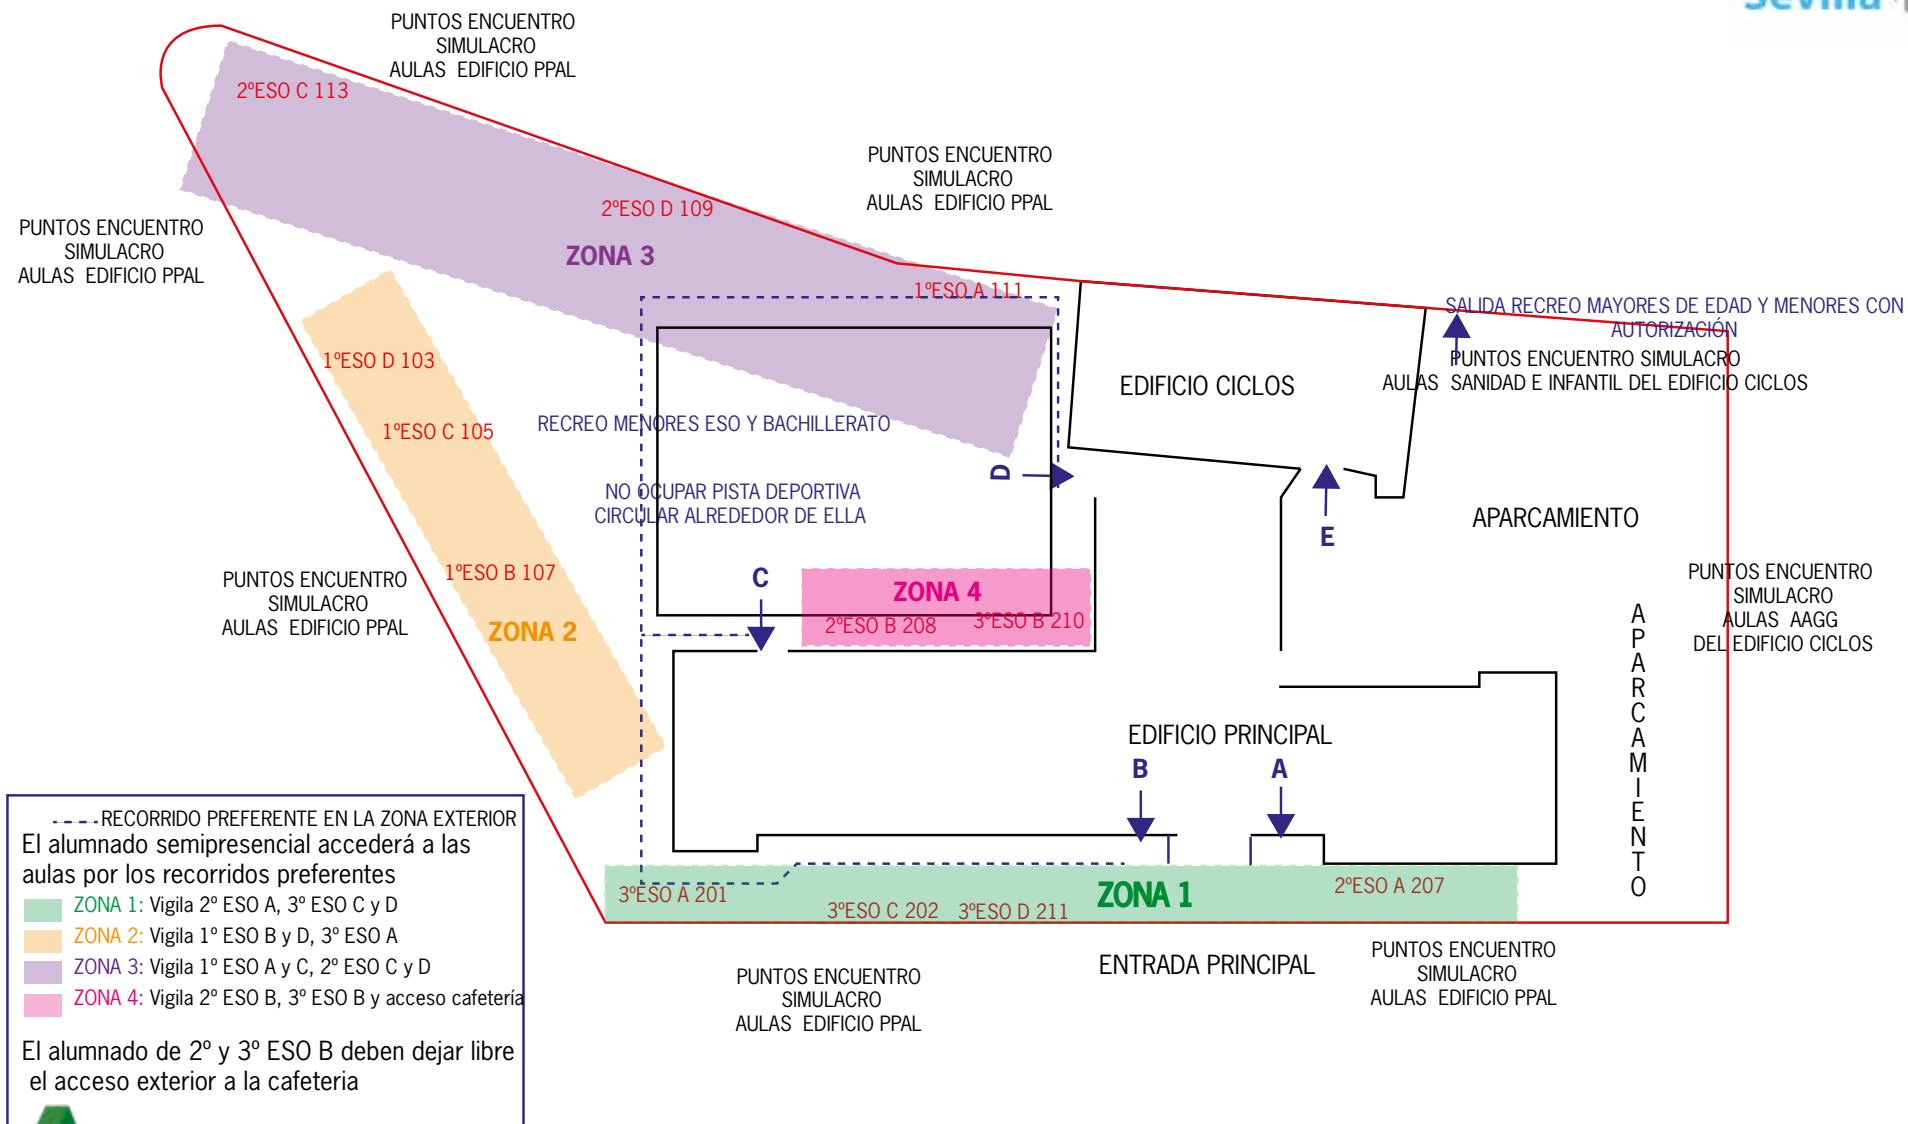 Sevilla
PUNTOS ENCUENTRO
SIMULACRO
AULAS EDIFICIO PPAL
2ºESO C 113
PUNTOS ENCUENTRO
SIMULACRO
AULAS EDIFICIO PPAL
2ºESO D 109
PUNTOS ENCUENTRO
SIMULACRO
AULAS EDIFICIO PPAL
ZONA 3
1ºESO A 111
SALIDA RECREO MAYORES DE EDAD Y MENORES CON
AUTORIZACIÓN
PUNTOS ENCUENTRO SIMULACRO
AULAS SANIDAD E INFANTIL DEL EDIFICIO CICLOS
1ºESO D 103
EDIFICIO CICLOS
1ºESO C 105
RECREO MENORES ESO Y BACHILLERATO
D
NO OCUPAR PISTA DEPORTIVA
CIRCULAR ALREDEDOR DE ELLA
E
APARCAMIENTO
1ºESO B 107
PUNTOS ENCUENTRO
SIMULACRO
AULAS EDIFICIO PPAL
C
ZONA 4
2ºESO B 208
3ºESO B 210
PUNTOS ENCUENTRO
SIMULACRO
AULAS AAGG
DEL EDIFICIO CICLOS
ZONA 2
APARCAMIENTO
EDIFICIO PRINCIPAL
B
A
3ºESO A 201
3ºESO C 202
3ºESO D 211
ZONA 1
2ºESO A 207
ENTRADA PRINCIPAL
PUNTOS ENCUENTRO
SIMULACRO
AULAS EDIFICIO PPAL
PUNTOS ENCUENTRO
SIMULACRO
AULAS EDIFICIO PPAL
RECORRIDO PREFERENTE EN LA ZONA EXTERIOR
El alumnado semipresencial accederá a las
aulas por los recorridos preferentes
ZONA 1: Vigila 2º ESO A, 3º ESO C y D
ZONA 2: Vigila 1º ESO B y D, 3º ESO A
ZONA 3: Vigila 1º ESO A y C, 2º ESO C y D
ZONA 4: Vigila 2º ESO B, 3º ESO B y acceso cafetería
El alumnado de 2º y 3º ESO B deben dejar libre
el acceso exterior a la cafeteria